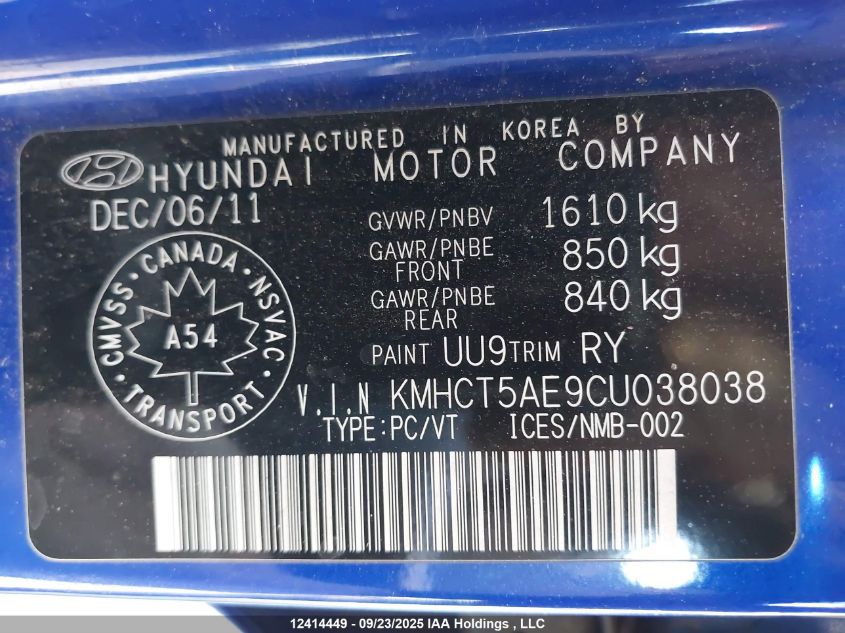 MANUFACTURED IN KOREA BY
HYUNDAI MOTOR COMPANY
DEC/06/11
GVWR/PNBV 1610 kg
GAWR/PNBE FRONT 850 kg
GAWR/PNBE REAR 840 kg
CMVSS · CANADA · NSVAC
A54
TRANSPORT
PAINT UU9 TRIM RY
V.I.N KMHCT5AE9CU038038
TYPE:PC/VT ICES/NMB-002
12414449 - 09/23/2025 IAA Holdings , LLC